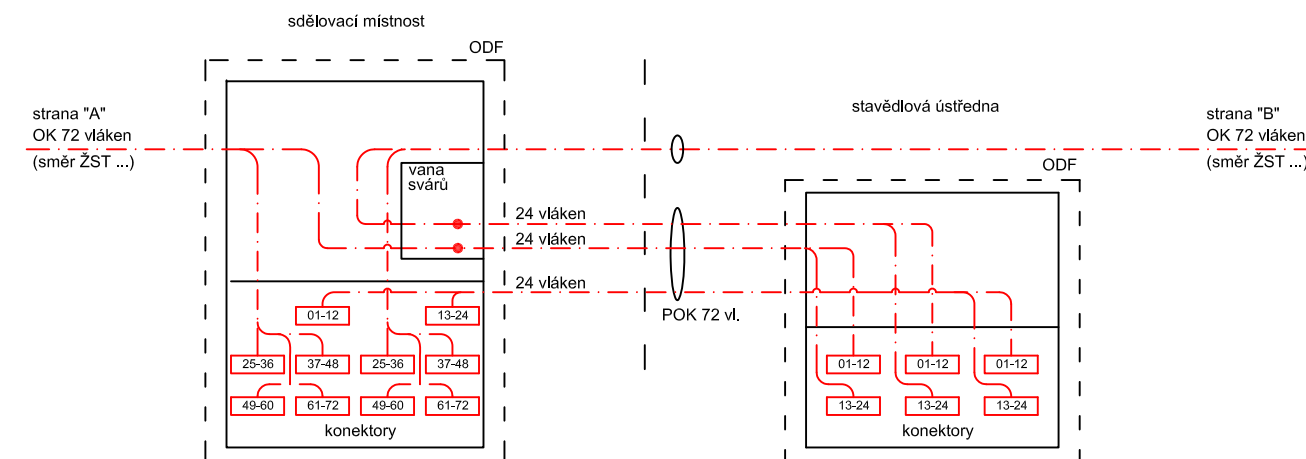 sdělovací místnost
ODF
strana "A"
OK 72 vláken
(směr ŽST ...)
stavědlová ústředna
strana "B"
OK 72 vláken
(směr ŽST ...)
ODF
vana
svárů
24 vláken
24 vláken
24 vláken
POK 72 vl.
01-12
13-24
25-36
37-48
25-36
37-48
49-60
61-72
49-60
61-72
konektory
01-12
01-12
01-12
13-24
13-24
13-24
konektory